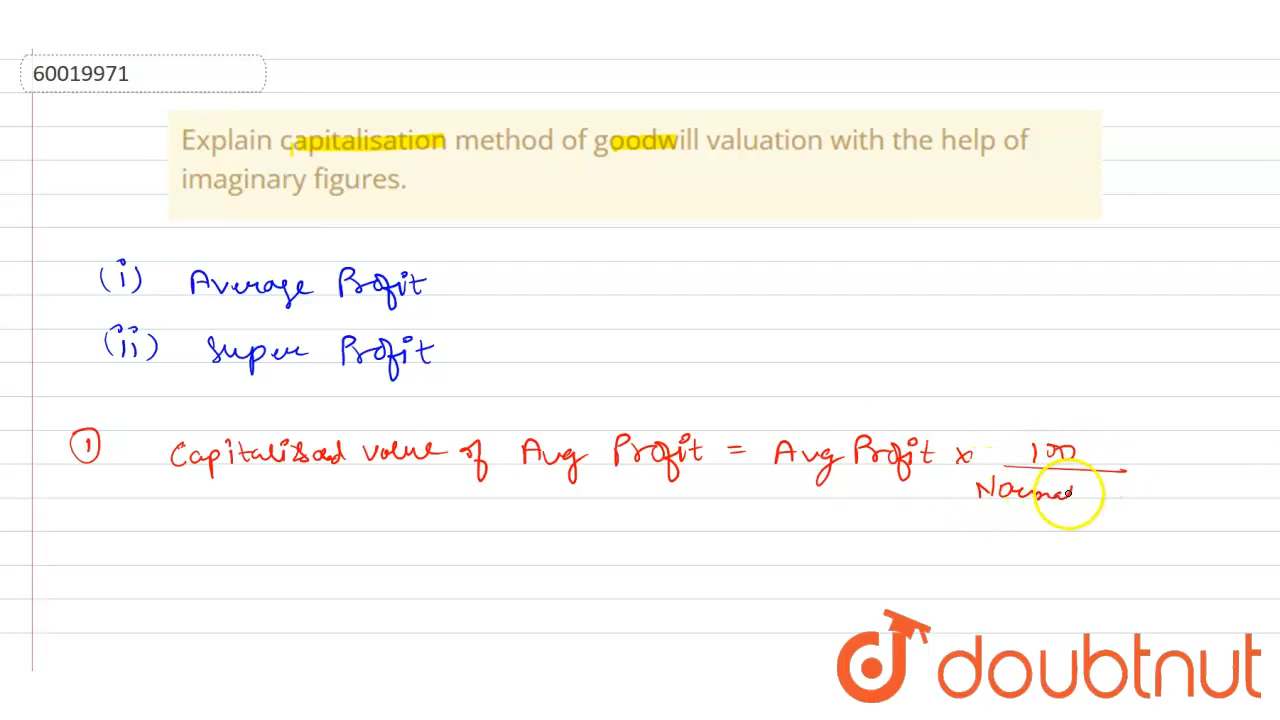 60019971
Explain capitalisation method of goodwill valuation with the help of
imaginary figures.
(i) Average Profit
(ii) Super Profit
① Capitalised value of Avg Profit = Avg Profit × 100
Norma
doubtnut